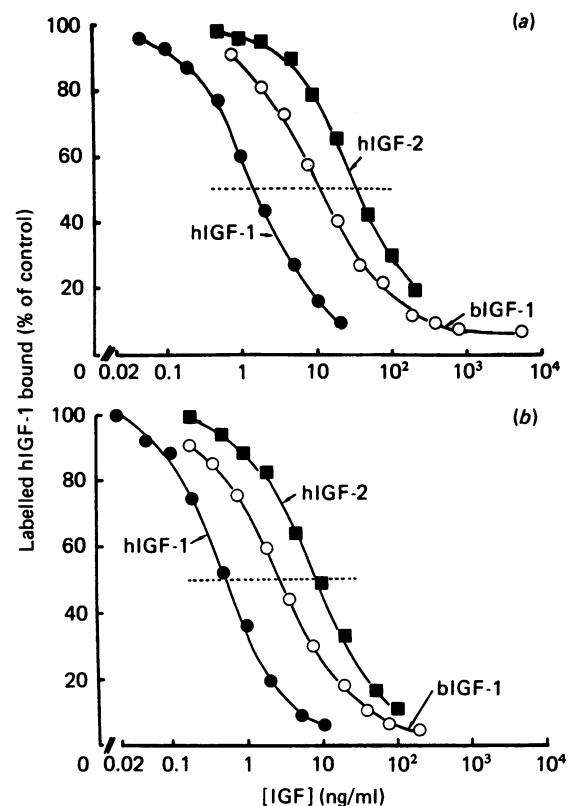 (a)
100
80
60
40
20
0
hIGF-2
hIGF-1
bIGF-1
0.02 0.1 1 10 10² 10³ 10⁴
Labelled hIGF-1 bound (% of control)
(b)
100
80
60
40
20
0
hIGF-2
hIGF-1
bIGF-1
0.02 0.1 1 10 10² 10³ 10⁴
[IGF] (ng/ml)